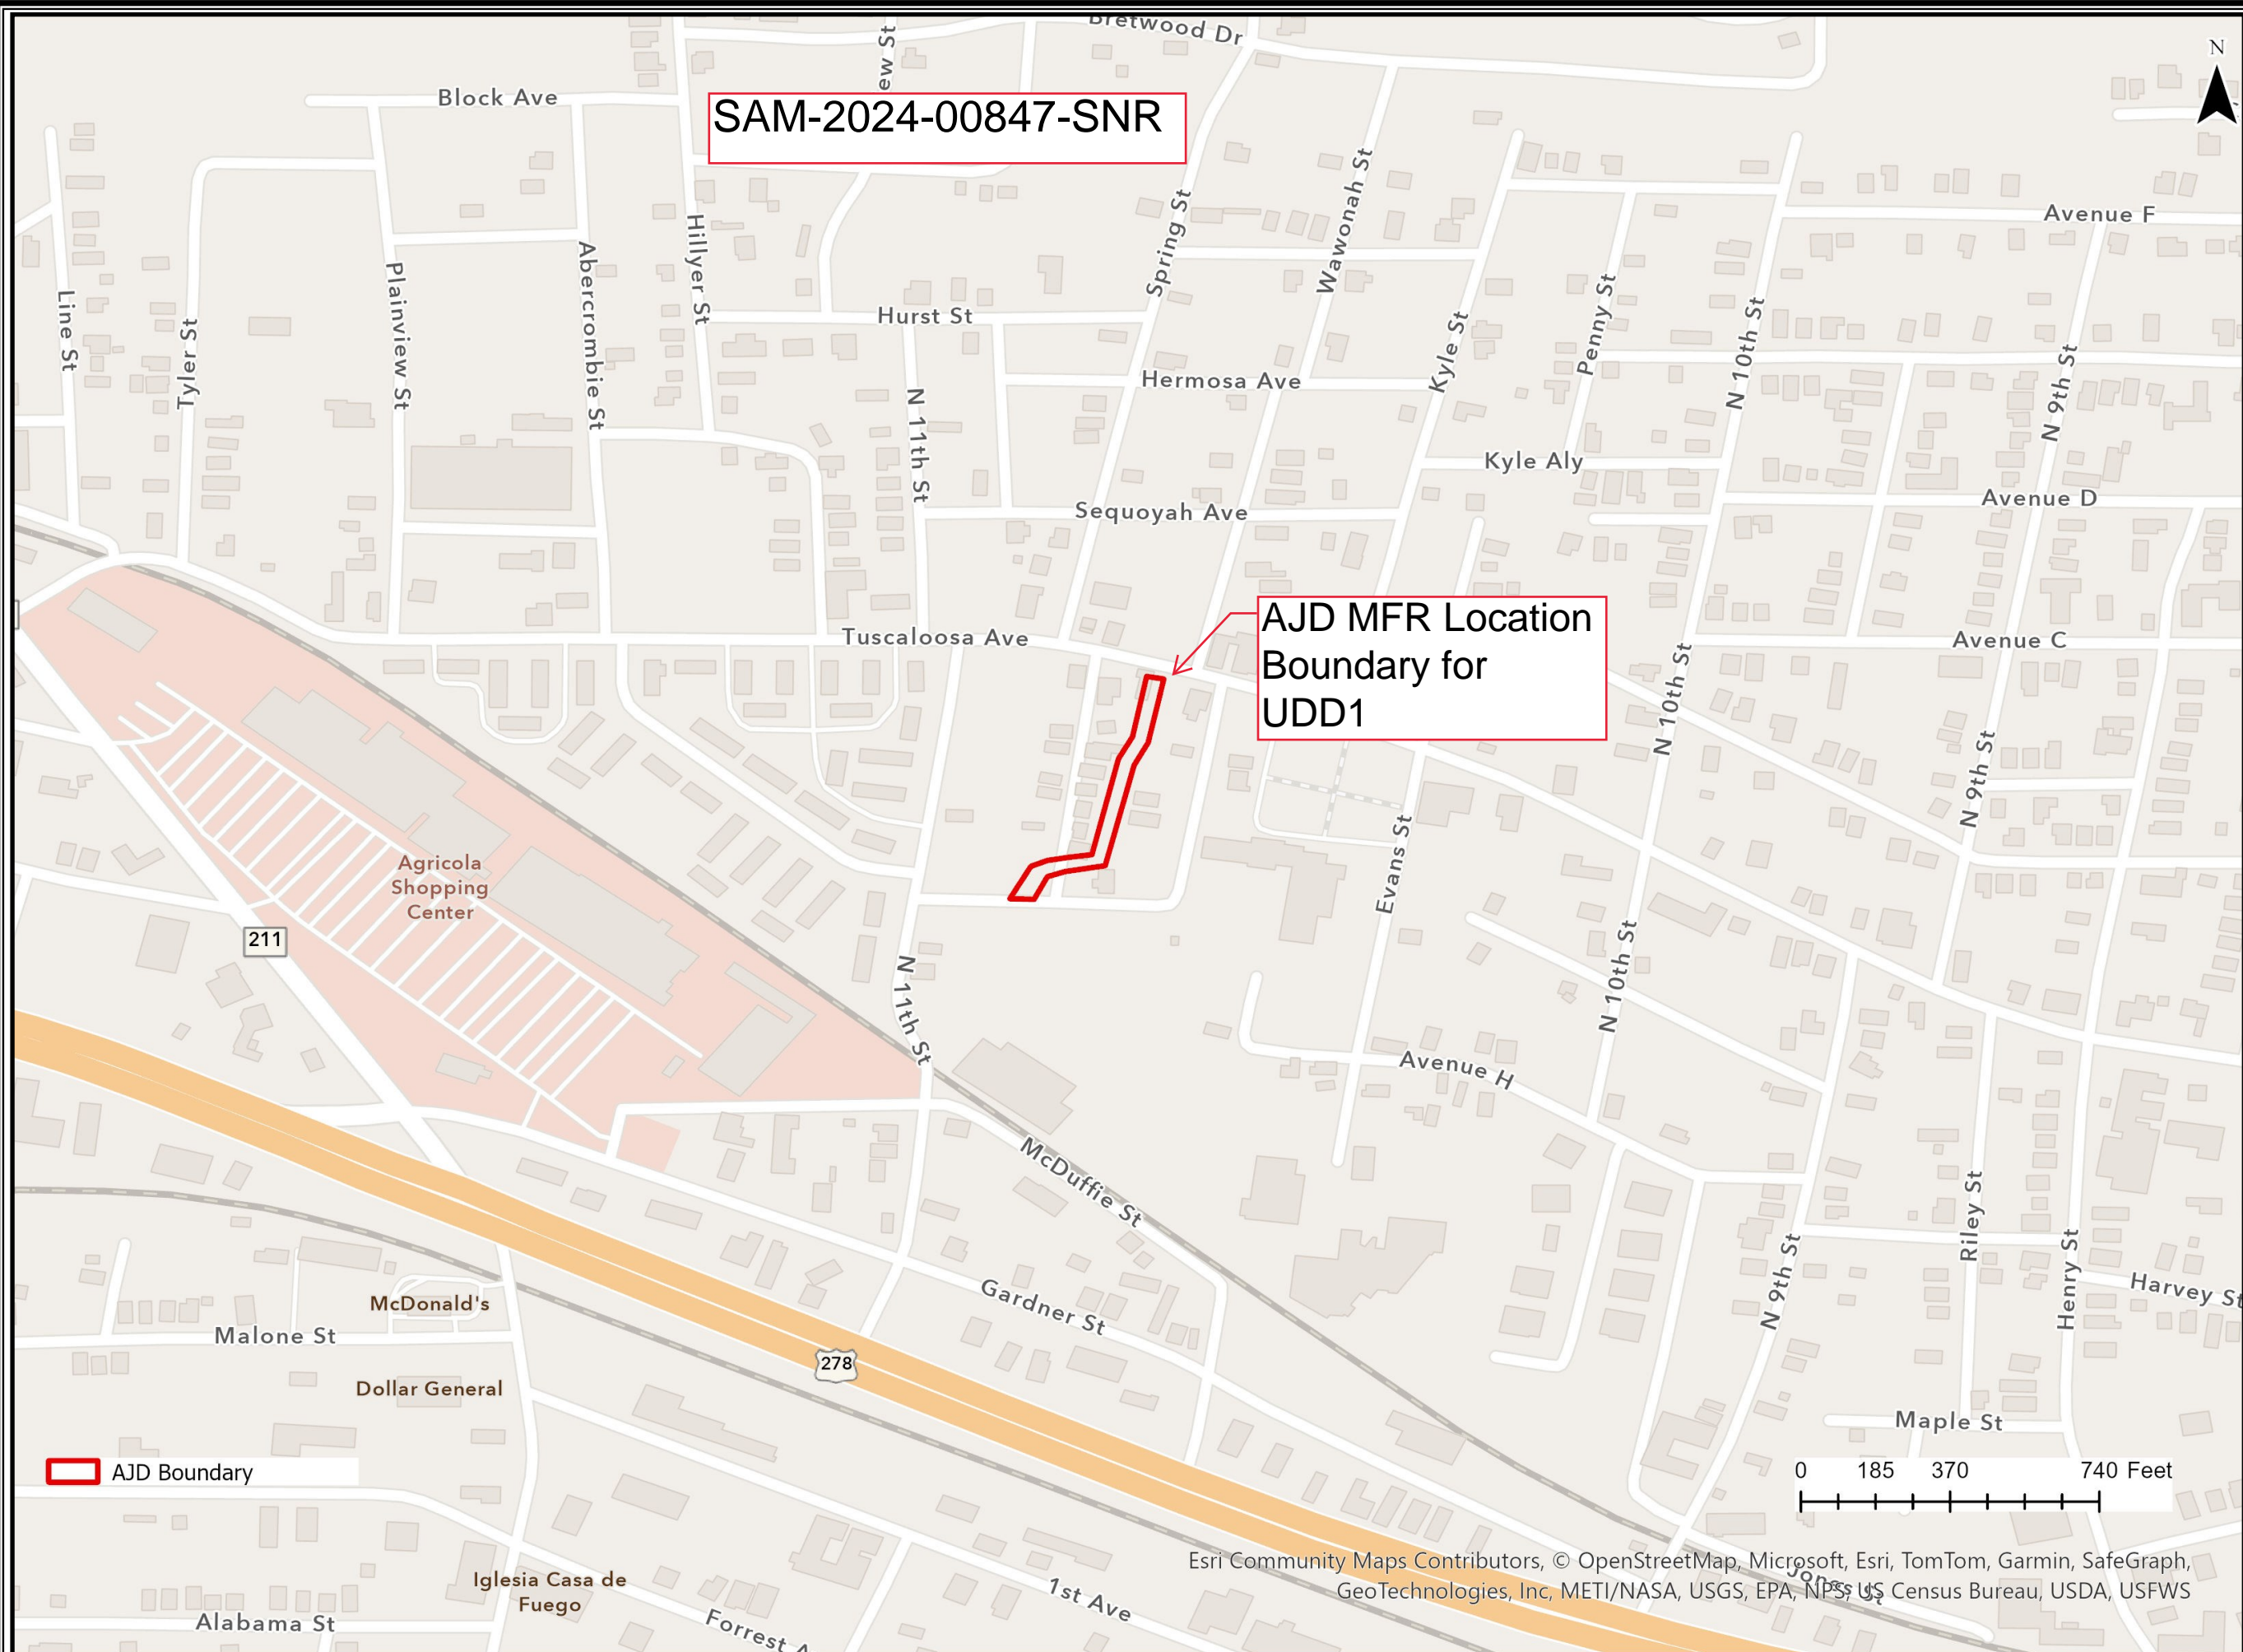 Bretwood Dr
N
Block Ave
ew St
SAM-2024-00847-SNR
Avenue F
Spring St
Wawonah St
Hillyer St
Abercrombie St
Plainview St
Line St
Tyler St
Hurst St
Penny St
N 10th St
Kyle St
N 9th St
Hermosa Ave
N 11th St
Kyle Aly
Avenue D
Sequoyah Ave
AJD MFR Location
Boundary for
UDD1
Tuscaloosa Ave
Avenue C
N 10th St
N 9th St
Evans St
Agricola
Shopping
Center
211
N 11th St
N 10th St
Avenue H
McDuffie St
Riley St
Henry St
N 9th St
Harvey St
McDonald's
Gardner St
Malone St
278
Dollar General
Maple St
AJD Boundary
0 185 370 740 Feet
Esri Community Maps Contributors, © OpenStreetMap, Microsoft, Esri, TomTom, Garmin, SafeGraph,
GeoTechnologies, Inc, METI/NASA, USGS, EPA, NPS, US Census Bureau, USDA, USFWS
Jones St
Iglesia Casa de
Fuego
1st Ave
Alabama St
Forrest A